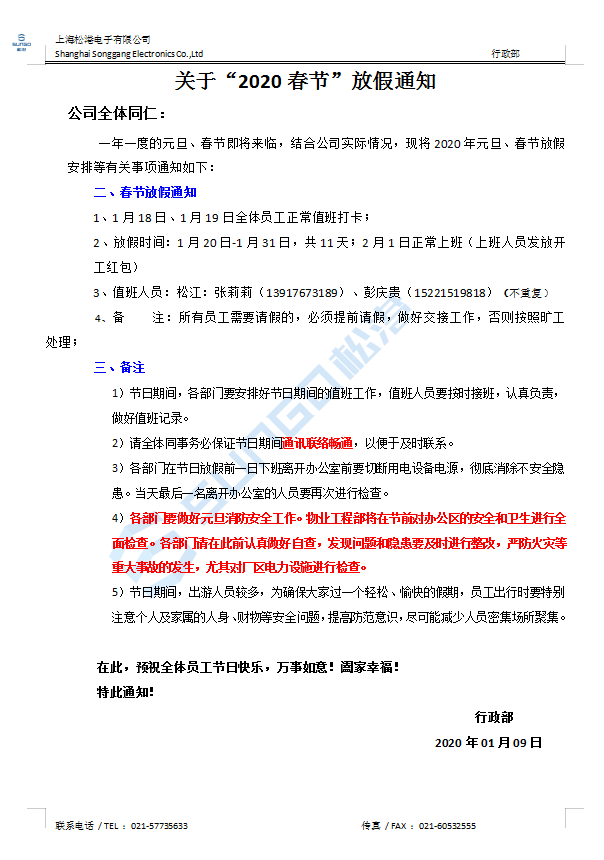 SUNGO
松港
上海松港电子有限公司
Shanghai Songgang Electronics Co.,Ltd
行政部
关于“2020 春节”放假通知
公司全体同仁：
一年一度的元旦、春节即将来临，结合公司实际情况，现将 2020 年元旦、春节放假
安排等有关事项通知如下：
二、春节放假通知
1、1 月 18 日、1 月 19 日全体员工正常值班打卡；
2、放假时间：1 月 20 日-1 月 31 日，共 11 天；2 月 1 日正常上班（上班人员发放开
工红包）
3、值班人员：松江：张莉莉（13917673189）、彭庆贵（15221519818）（不重复）
4、备 注：所有员工需要请假的，必须提前请假，做好交接工作，否则按照旷工
处理；
三、备注
1）节日期间，各部门要安排好节日期间的值班工作，值班人员要按时接班，认真负责，
做好值班记录。
2）请全体同事务必保证节日期间通讯联络畅通，以便于及时联系。
3）各部门在节日放假前一日下班离开办公室前要切断用电设备电源，彻底消除不安全隐
患。当天最后一名离开办公室的人员要再次进行检查。
4）各部门要做好元旦消防安全工作。物业工程部将在节前对办公区的安全和卫生进行全
面检查。各部门请在此前认真做好自查，发现问题和隐患要及时进行整改，严防火灾等
重大事故的发生，尤其对厂区电力设施进行检查。
5）节日期间，出游人员较多，为确保大家过一个轻松、愉快的假期，员工出行时要特别
注意个人及家属的人身、财物等安全问题，提高防范意识，尽可能减少人员密集场所聚集。
SUNGO松港
在此，预祝全体员工节日快乐，万事如意！阖家幸福！
特此通知！
行政部
2020 年 01 月 09 日
联系电话 / TEL ：021-57735633
传真 / FAX ：021-60532555